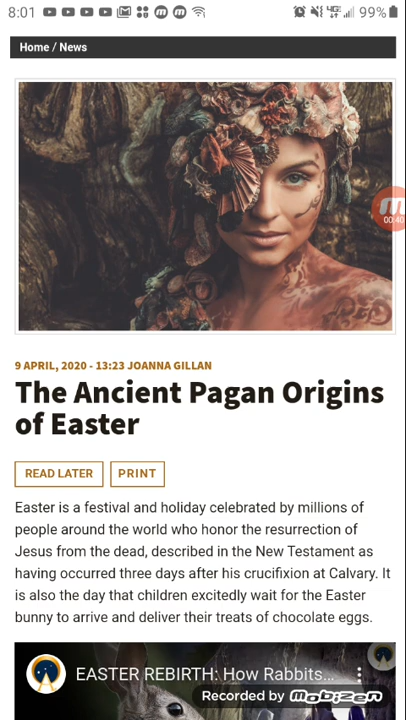 8:01 99%
Home / News
00:40
9 APRIL, 2020 - 13:23 JOANNA GILLAN
The Ancient Pagan Origins
of Easter
READ LATER PRINT
Easter is a festival and holiday celebrated by millions of
people around the world who honor the resurrection of
Jesus from the dead, described in the New Testament as
having occurred three days after his crucifixion at Calvary. It
is also the day that children excitedly wait for the Easter
bunny to arrive and deliver their treats of chocolate eggs.
EASTER REBIRTH: How Rabbits...
Recorded by Mobizen